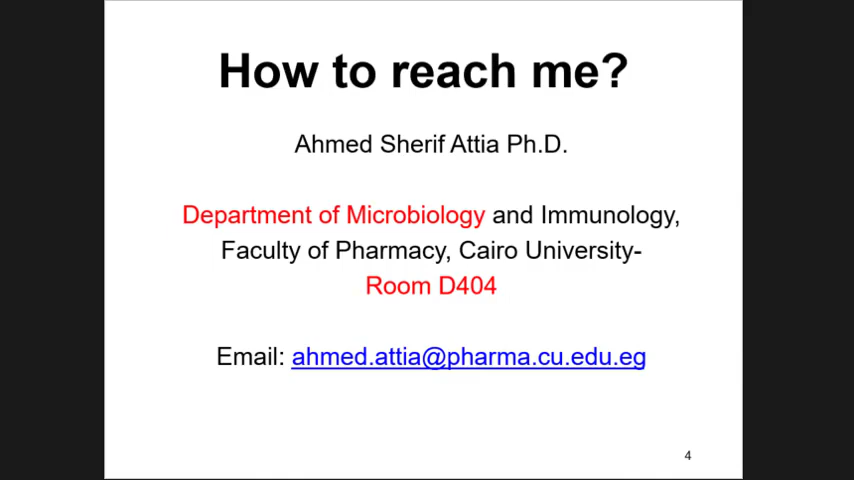 How to reach me?
Ahmed Sherif Attia Ph.D.
Department of Microbiology and Immunology,
Faculty of Pharmacy, Cairo University-
Room D404
Email: ahmed.attia@pharma.cu.edu.eg
4